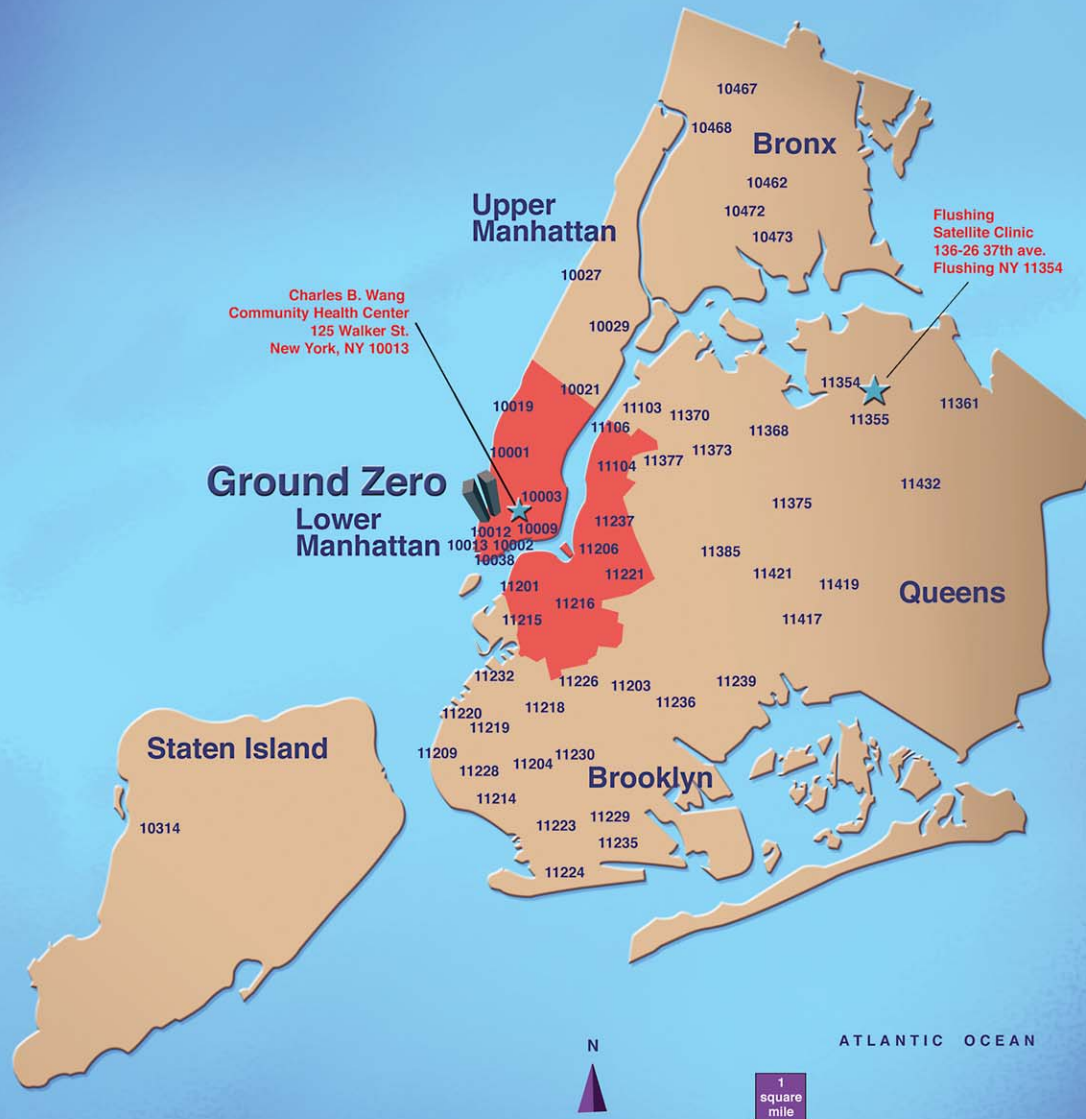 10467
10468
Bronx
10462
Upper
Manhattan
10472
10473
Flushing
Satellite Clinic
136-26 37th ave.
Flushing NY 11354
10027
Charles B. Wang
Community Health Center
125 Walker St.
New York, NY 10013
10029
10021
11354
10019
11103
11370
11355
11361
11106
11368
10001
11104
11377
11373
Ground Zero
11432
10003
11375
Lower
Manhattan
11237
10012
10009
10013
10002
11206
11385
10038
11201
11221
11421
11419
Queens
11216
11215
11417
11232
11226
11203
11239
11236
11220
11218
11219
Staten Island
11209
11204
11230
11228
Brooklyn
11214
10314
11223
11229
11235
11224
ATLANTIC OCEAN
N
1
square
mile